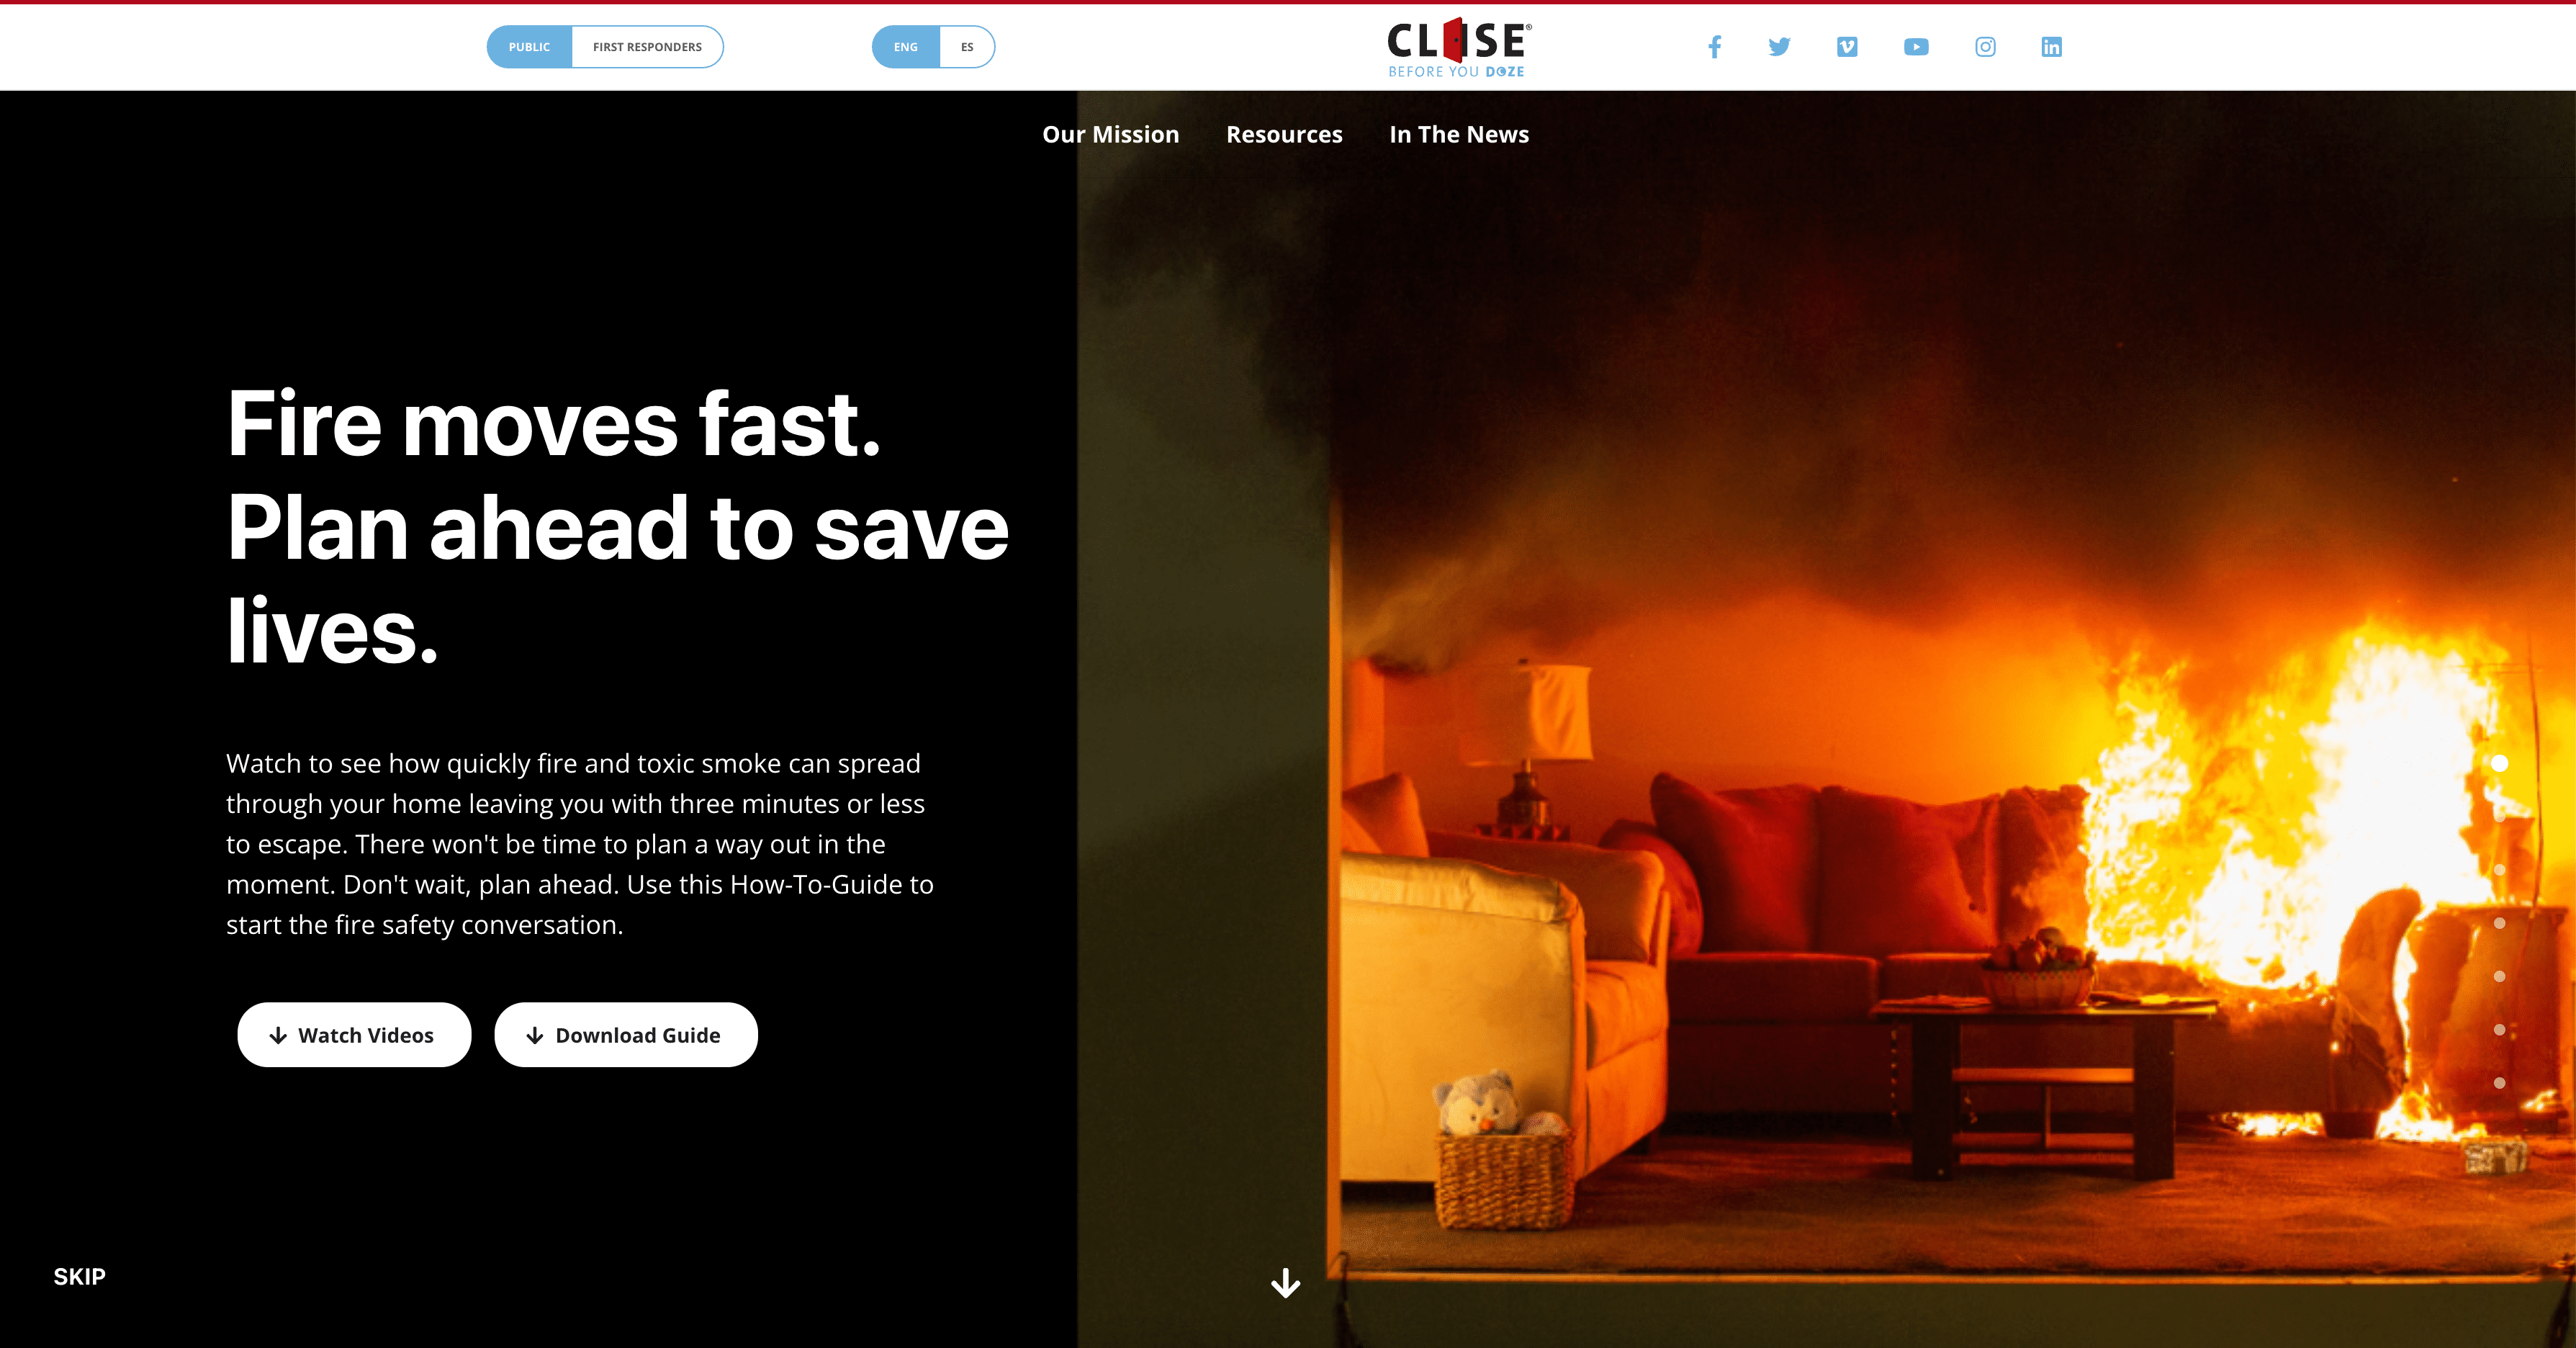 PUBLIC
FIRST RESPONDERS
ENG
ES
CLOSE®
BEFORE YOU DOZE
Our Mission
Resources
In The News
Fire moves fast.
Plan ahead to save
lives.
Watch to see how quickly fire and toxic smoke can spread
through your home leaving you with three minutes or less
to escape. There won't be time to plan a way out in the
moment. Don't wait, plan ahead. Use this How-To-Guide to
start the fire safety conversation.
Watch Videos
Download Guide
SKIP